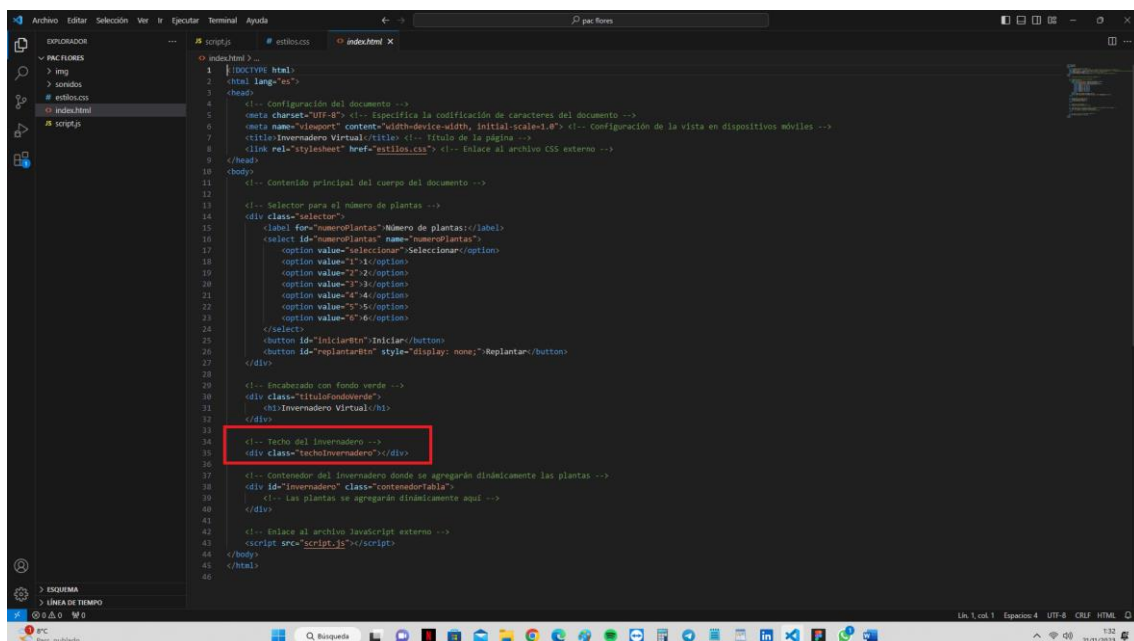 Archivo Editar Selección Ver Ir Ejecutar Terminal Ayuda
pac flores
EXPLORADOR
PAC FLORES
img
sonidos
# estilos.css
<> index.html
JS script.js
JS script.js # estilos.css <> index.html
<> index.html > ...
1 <!DOCTYPE html>
2 <html lang="es">
3 <head>
4 <!-- Configuración del documento -->
5 <meta charset="UTF-8"> <!-- Especifica la codificación de caracteres del documento -->
6 <meta name="viewport" content="width=device-width, initial-scale=1.0"> <!-- Configuración de la vista en dispositivos móviles -->
7 <title>Invernadero Virtual</title> <!-- Título de la página -->
8 <link rel="stylesheet" href="estilos.css"> <!-- Enlace al archivo CSS externo -->
9 </head>
10 <body>
11 <!-- Contenido principal del cuerpo del documento -->
12
13 <!-- Selector para el número de plantas -->
14 <div class="selector">
15 <label for="numeroPlantas">Número de plantas:</label>
16 <select id="numeroPlantas" name="numeroPlantas">
17 <option value="seleccionar">Seleccionar</option>
18 <option value="1">1</option>
19 <option value="2">2</option>
20 <option value="3">3</option>
21 <option value="4">4</option>
22 <option value="5">5</option>
23 <option value="6">6</option>
24 </select>
25 <button id="iniciarBtn">Iniciar</button>
26 <button id="replantarBtn" style="display: none;">Replantar</button>
27 </div>
28
29 <!-- Encabezado con fondo verde -->
30 <div class="tituloFondoVerde">
31 <h1>Invernadero Virtual</h1>
32 </div>
33
34 <!-- Techo del invernadero -->
35 <div class="techoInvernadero"></div>
36
37 <!-- Contenedor del invernadero donde se agregarán dinámicamente las plantas -->
38 <div id="invernadero" class="contenedorTabla">
39 <!-- Las plantas se agregarán dinámicamente aquí -->
40 </div>
41
42 <!-- Enlace al archivo JavaScript externo -->
43 <script src="script.js"></script>
44 </body>
45 </html>
46
ESQUEMA
LÍNEA DE TIEMPO
0 0 0
Lín. 1, col. 1 Espacios: 4 UTF-8 CRLF HTML
8°C
Parc. nublado
Búsqueda
1:32
21/11/2023